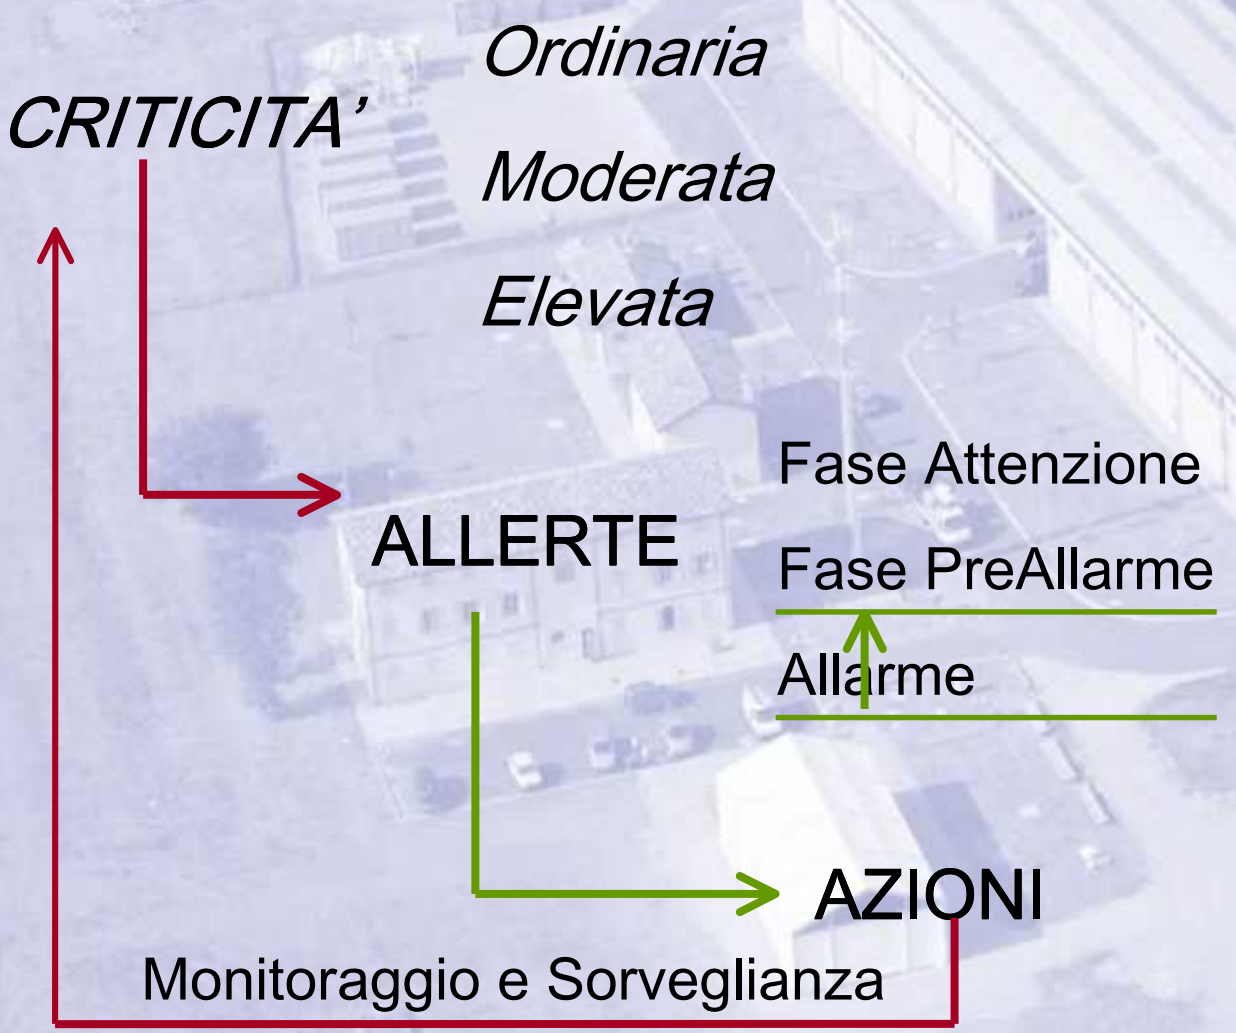 Ordinaria
CRITICITA’
Moderata
Elevata
Fase Attenzione
ALLERTE
Fase PreAllarme
Allarme
AZIONI
Monitoraggio e Sorveglianza